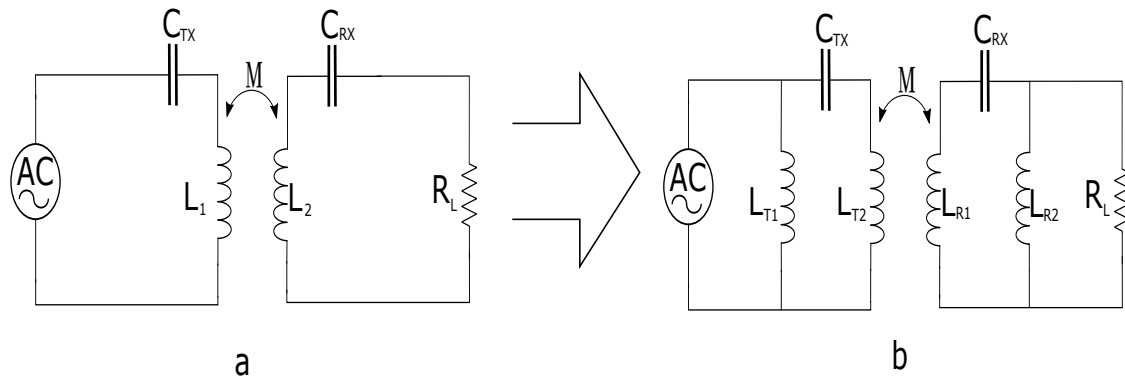 C_TX
C_RX
M
AC
L_1
L_2
R_L
a
C_TX
C_RX
M
AC
L_T1
L_T2
L_R1
L_R2
R_L
b